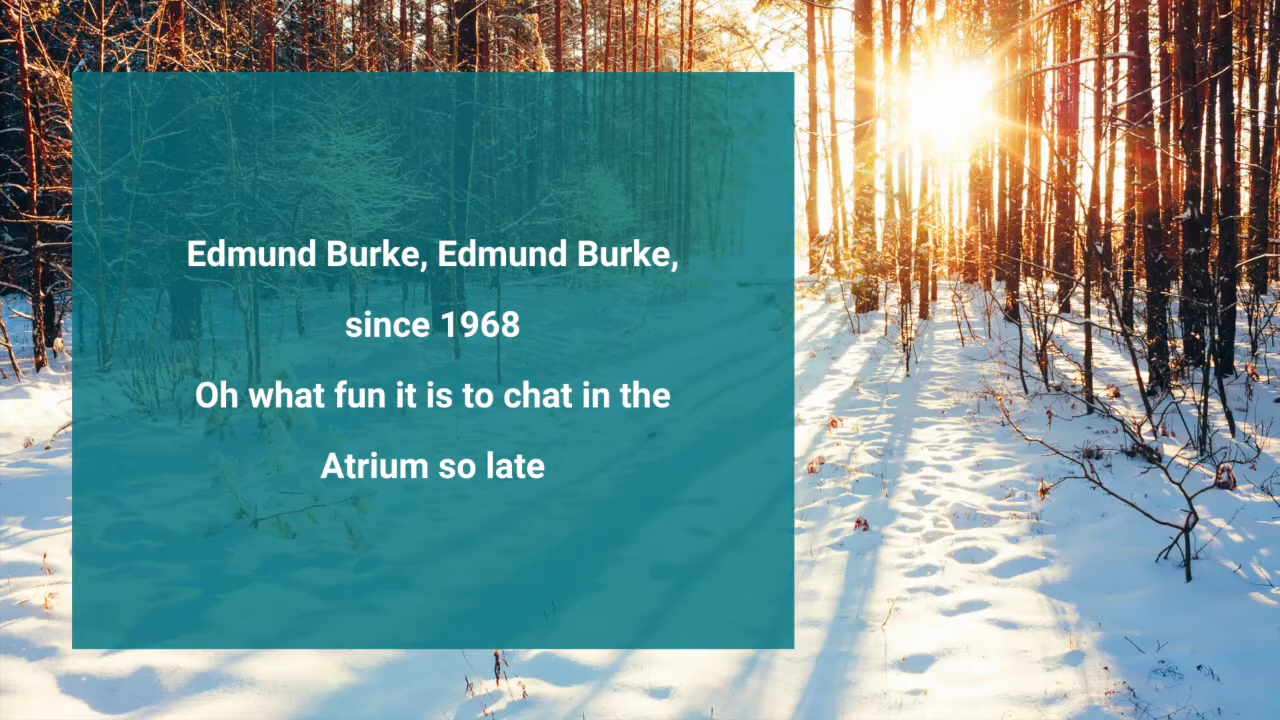 Edmund Burke, Edmund Burke,
since 1968
Oh what fun it is to chat in the
Atrium so late